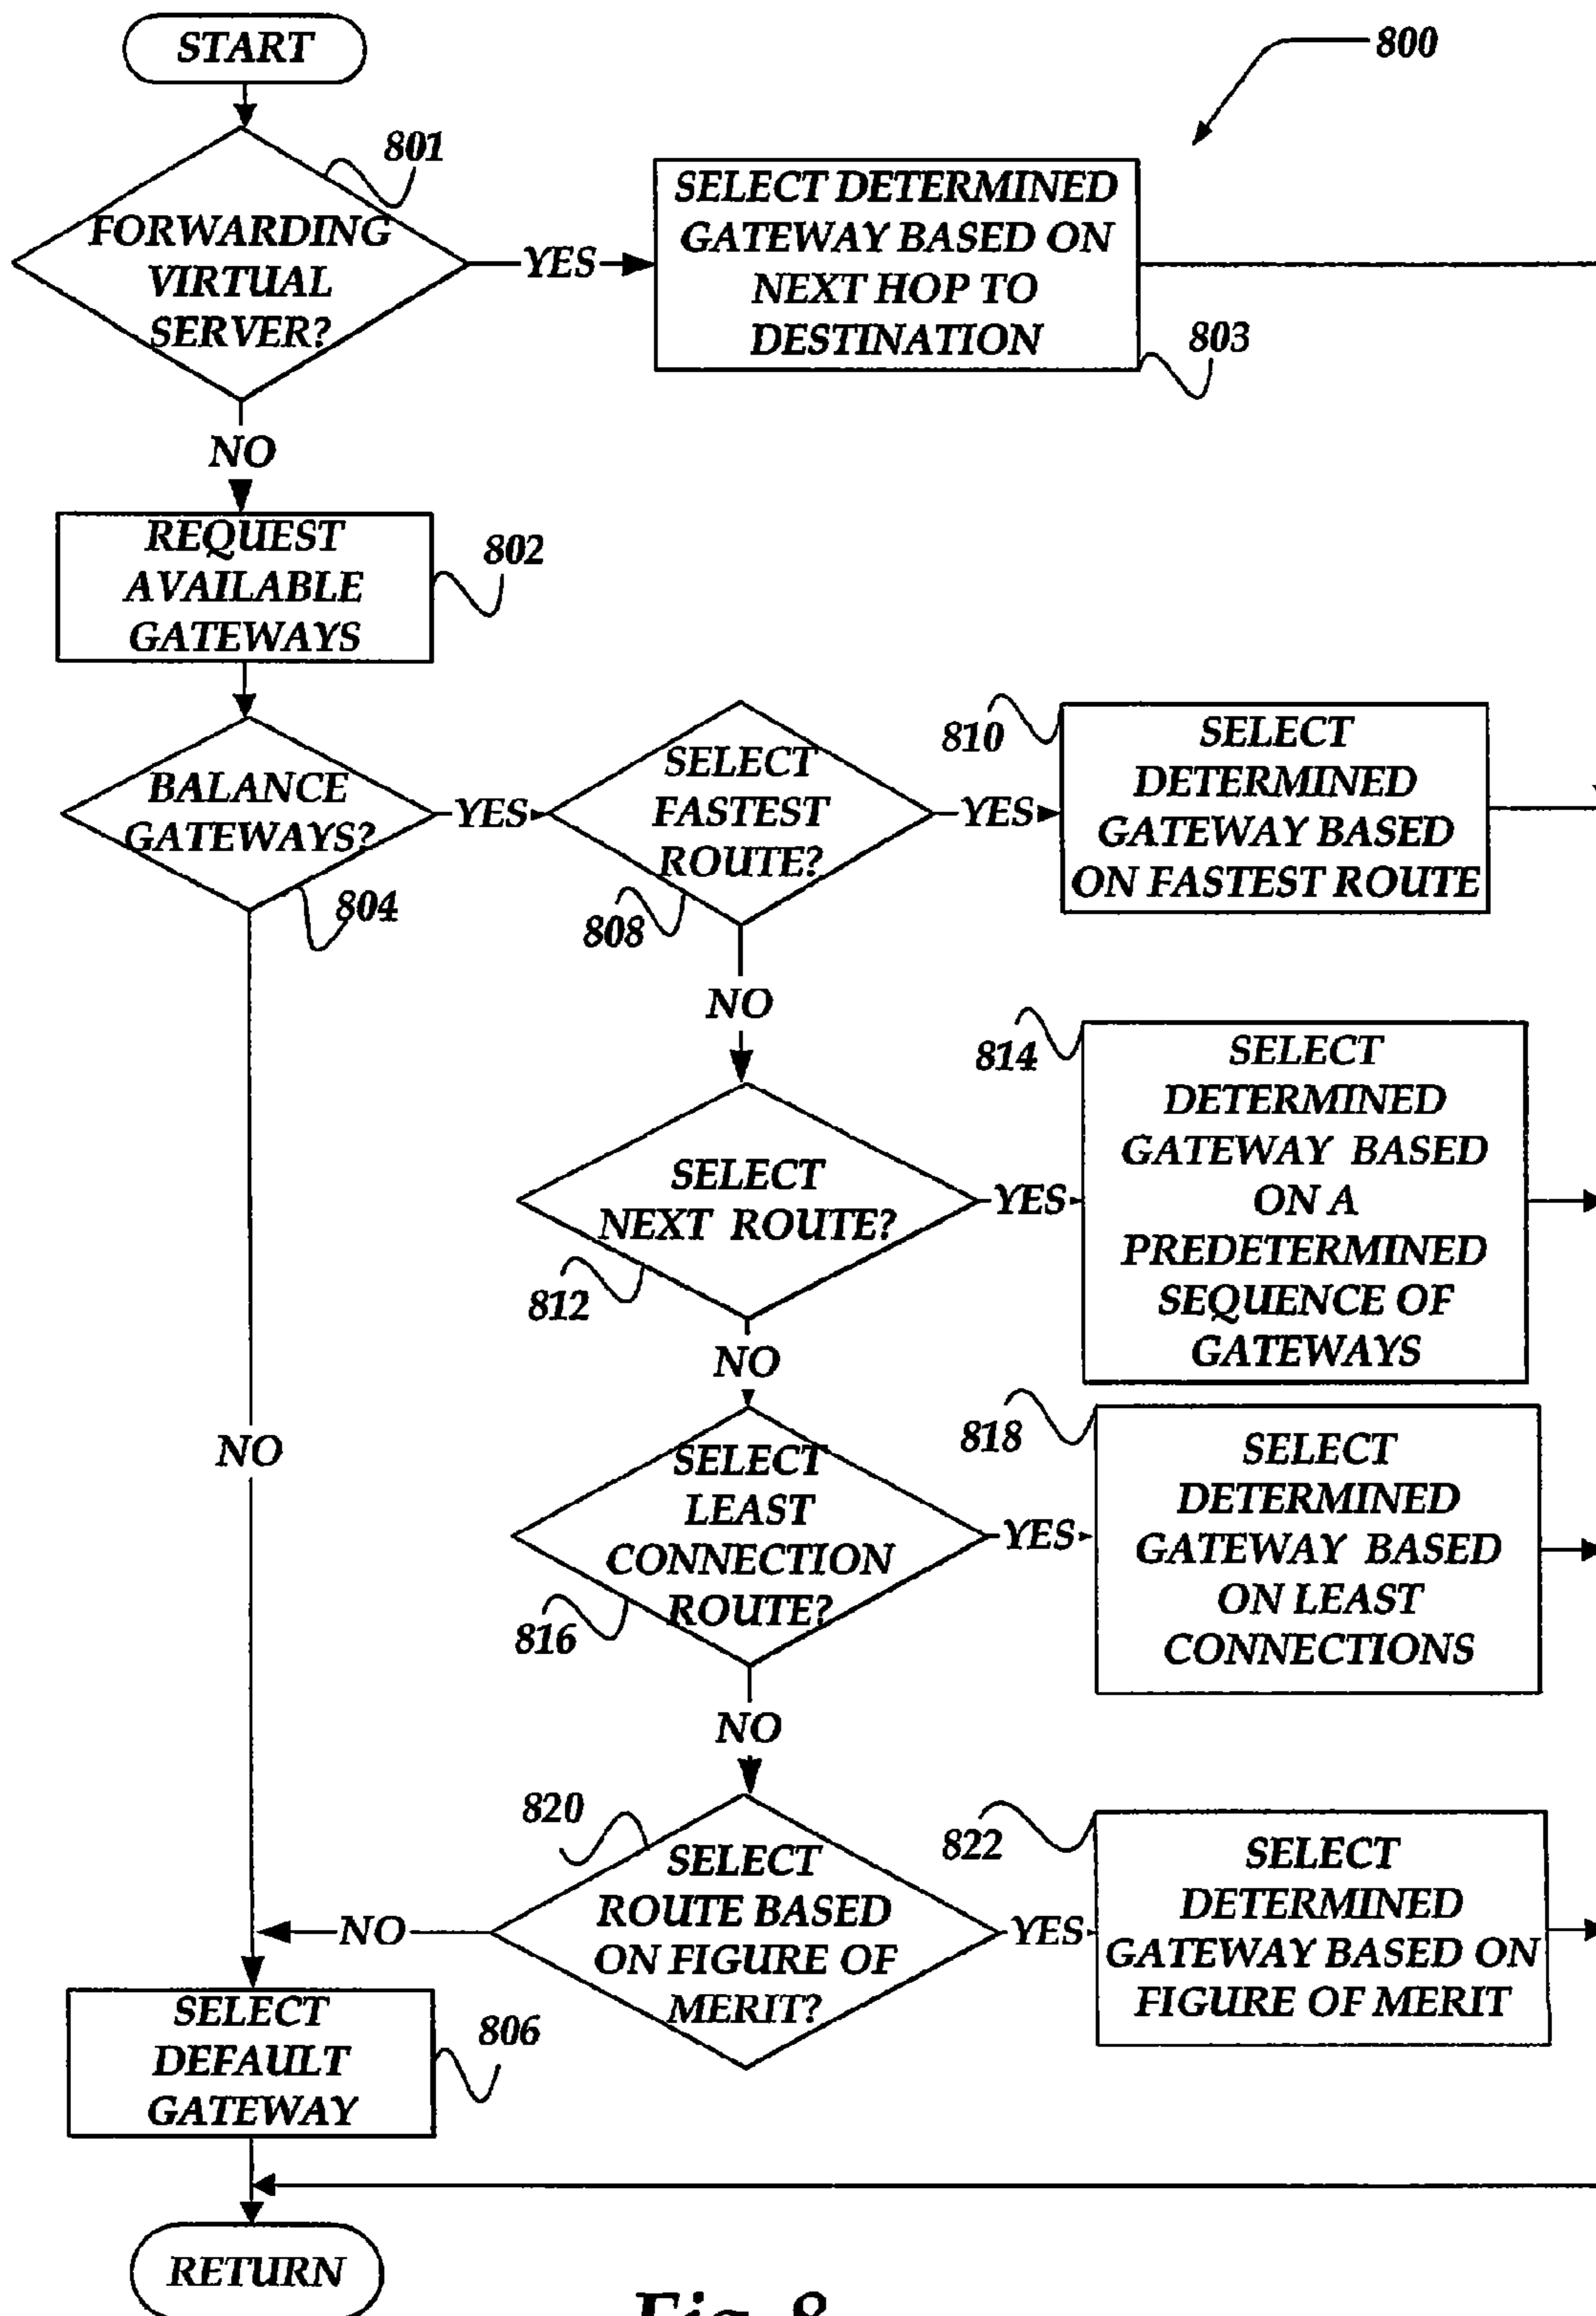 START
800
801
FORWARDING
VIRTUAL
SERVER?
YES
SELECT DETERMINED
GATEWAY BASED ON
NEXT HOP TO
DESTINATION
803
NO
REQUEST
AVAILABLE
GATEWAYS
802
BALANCE
GATEWAYS?
804
YES
SELECT
FASTEST
ROUTE?
808
YES
810
SELECT
DETERMINED
GATEWAY BASED
ON FASTEST ROUTE
NO
SELECT
NEXT ROUTE?
812
YES
814
SELECT
DETERMINED
GATEWAY BASED
ON A
PREDETERMINED
SEQUENCE OF
GATEWAYS
NO
NO
SELECT
LEAST
CONNECTION
ROUTE?
816
YES
818
SELECT
DETERMINED
GATEWAY BASED
ON LEAST
CONNECTIONS
NO
820
SELECT
ROUTE BASED
ON FIGURE OF
MERIT?
NO
YES
822
SELECT
DETERMINED
GATEWAY BASED ON
FIGURE OF MERIT
SELECT
DEFAULT
GATEWAY
806
RETURN
Fig. 8